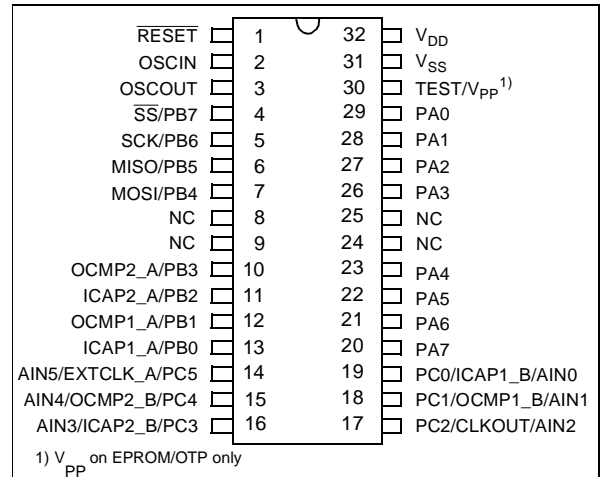 RESET 1 32 VDD
OSCIN 2 31 VSS
OSCOUT 3 30 TEST/VPP1)
SS/PB7 4 29 PA0
SCK/PB6 5 28 PA1
MISO/PB5 6 27 PA2
MOSI/PB4 7 26 PA3
NC 8 25 NC
NC 9 24 NC
OCMP2_A/PB3 10 23 PA4
ICAP2_A/PB2 11 22 PA5
OCMP1_A/PB1 12 21 PA6
ICAP1_A/PB0 13 20 PA7
AIN5/EXTCLK_A/PC5 14 19 PC0/ICAP1_B/AIN0
AIN4/OCMP2_B/PC4 15 18 PC1/OCMP1_B/AIN1
AIN3/ICAP2_B/PC3 16 17 PC2/CLKOUT/AIN2
1) VPP on EPROM/OTP only